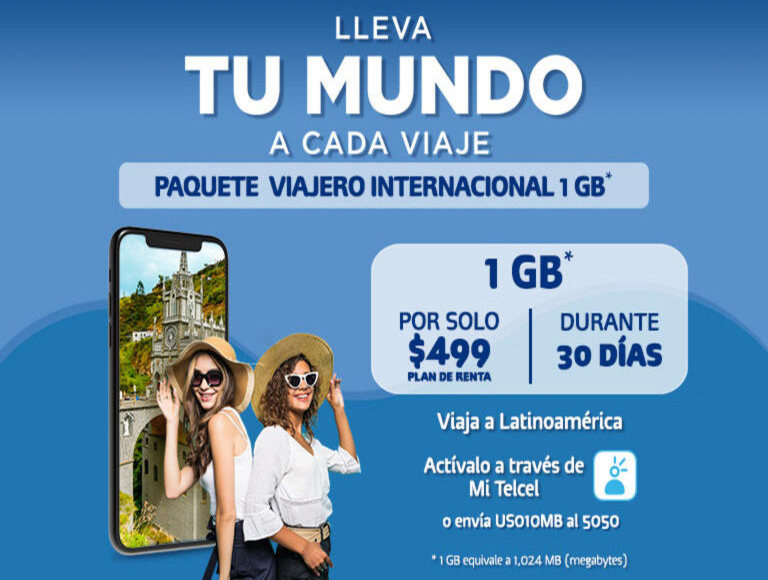 LLEVA
TU MUNDO
A CADA VIAJE
PAQUETE VIAJERO INTERNACIONAL 1 GB*
1 GB*
POR SOLO
$499
PLAN DE RENTA
DURANTE
30 DÍAS
Viaja a Latinoamérica
Actívalo a través de
Mi Telcel
o envía US010MB al 5050
* 1 GB equivale a 1,024 MB (megabytes)